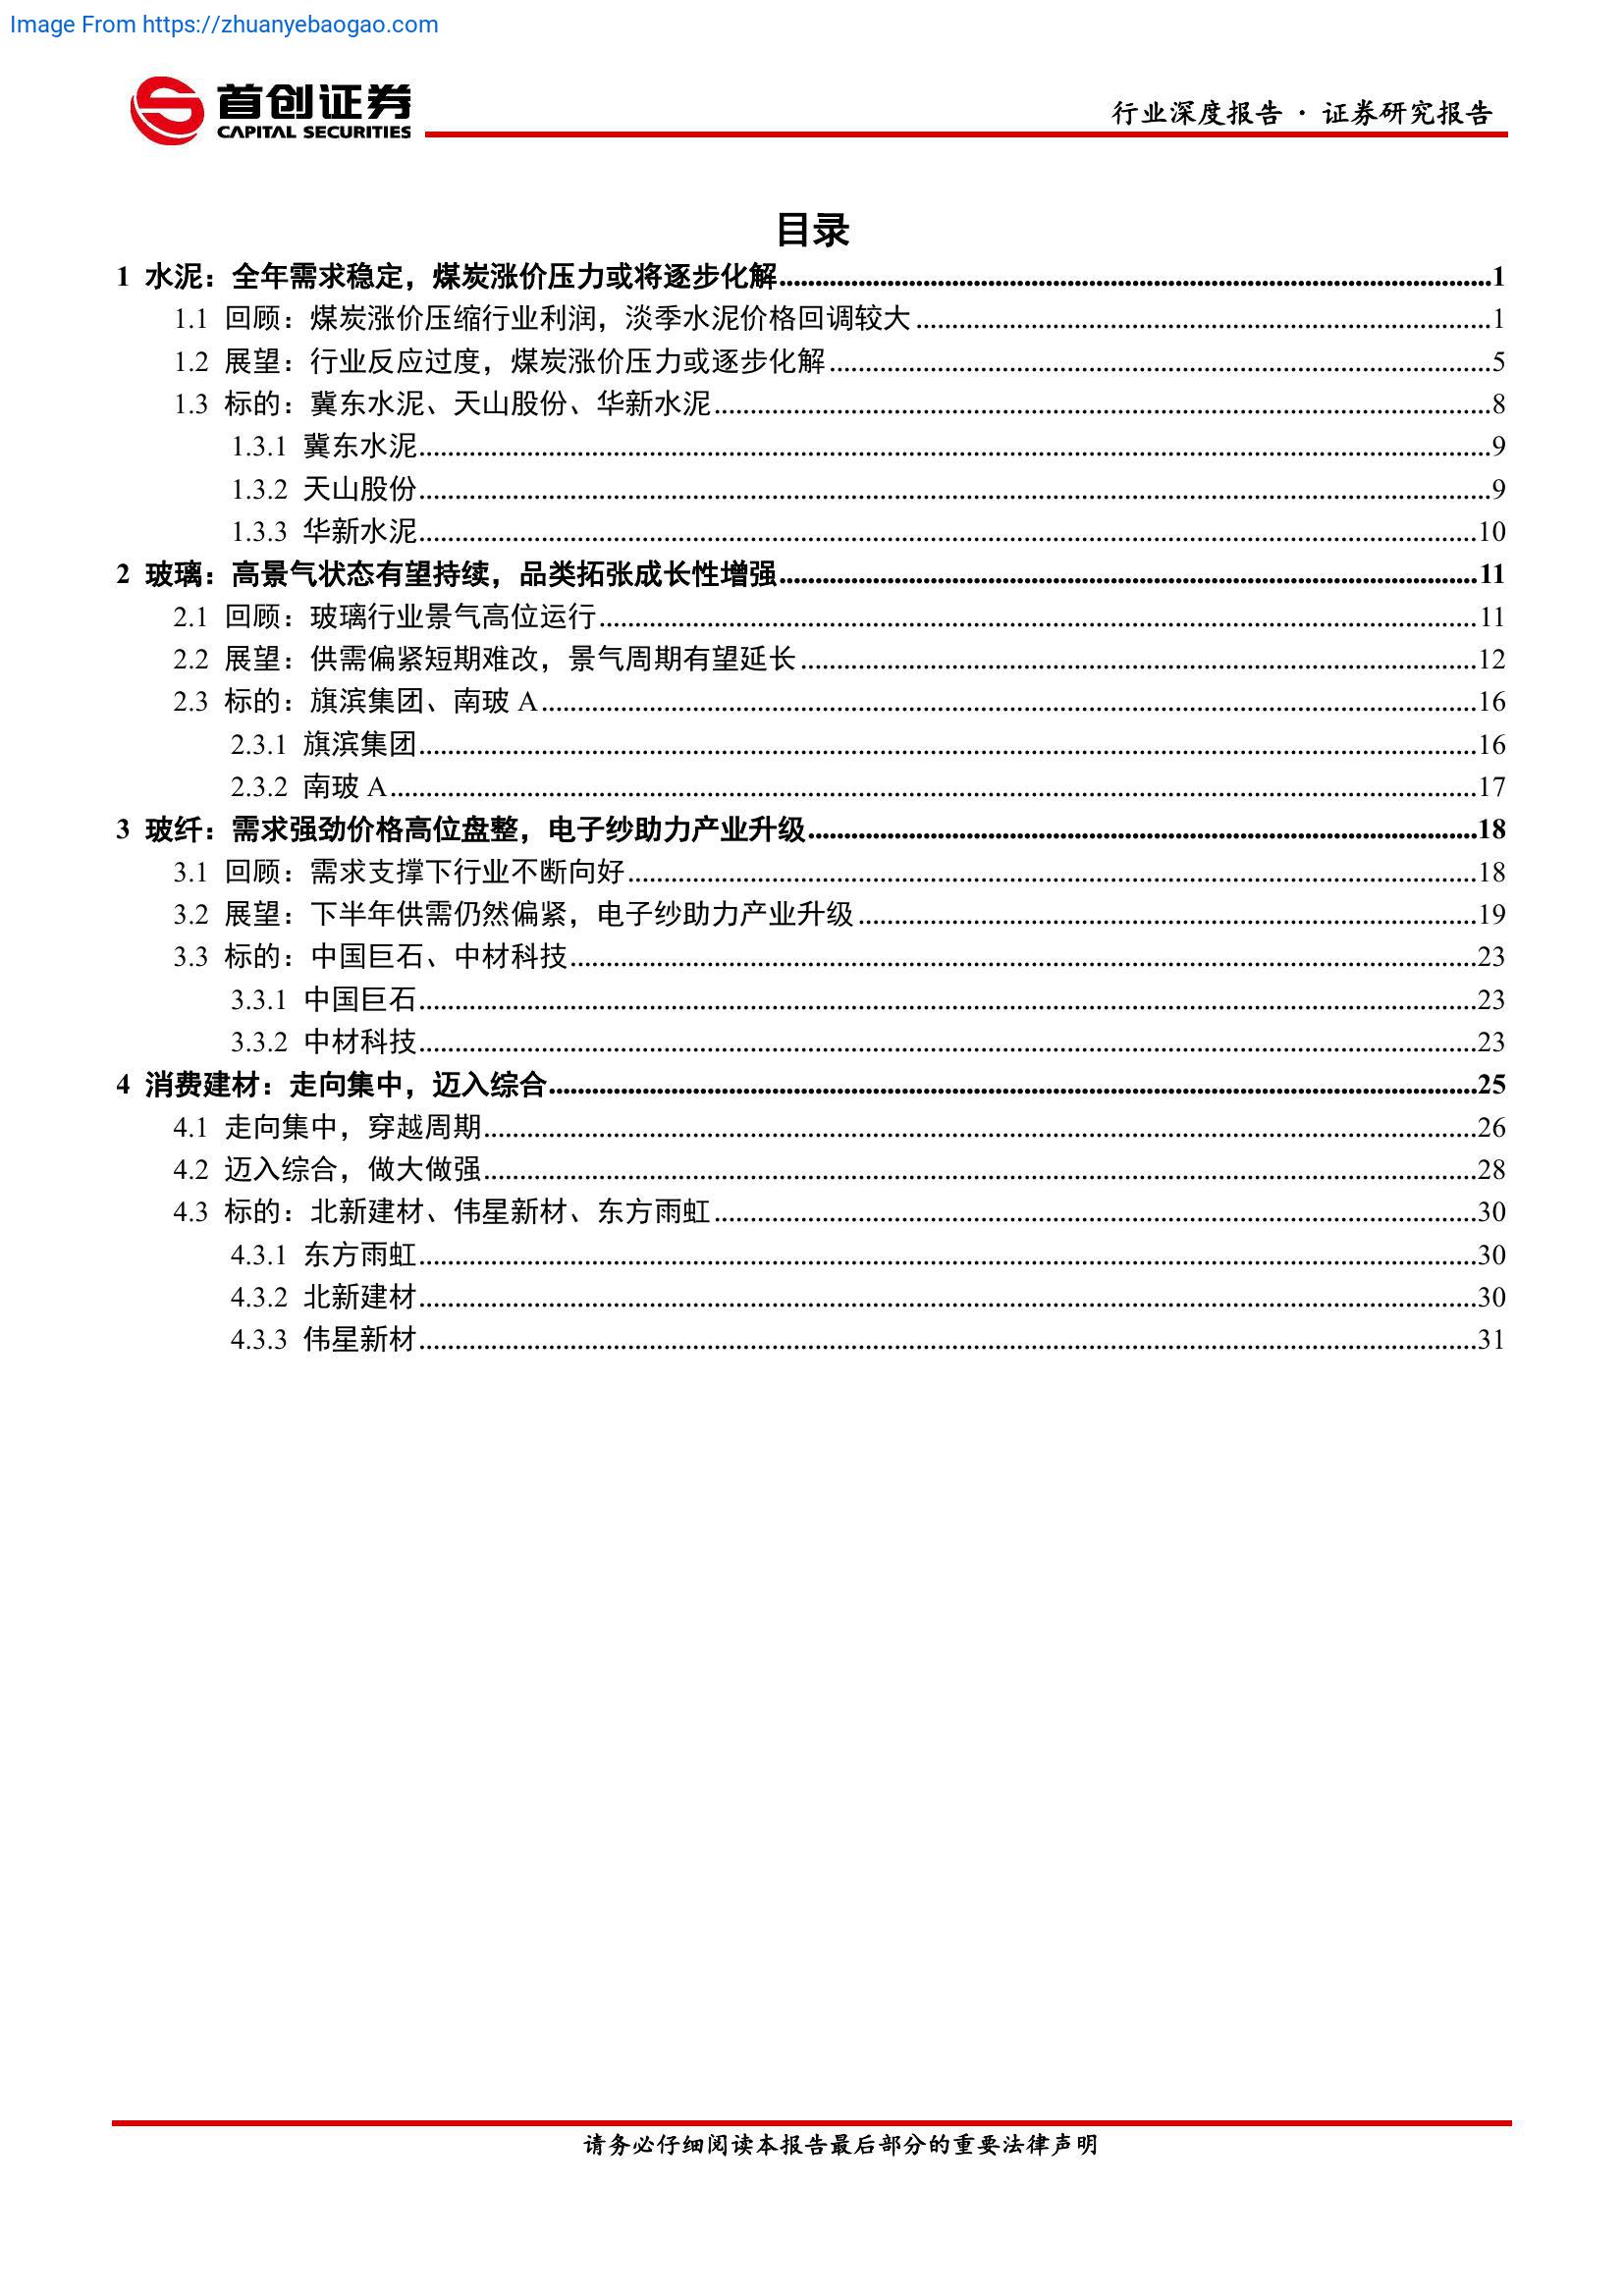 Image From https://zhuanyebaogao.com
首创证券
CAPITAL SECURITIES
行业深度报告 · 证券研究报告
目录
1 水泥：全年需求稳定，煤炭涨价压力或将逐步化解 1
1.1 回顾：煤炭涨价压缩行业利润，淡季水泥价格回调较大 1
1.2 展望：行业反应过度，煤炭涨价压力或逐步化解 5
1.3 标的：冀东水泥、天山股份、华新水泥 8
1.3.1 冀东水泥 9
1.3.2 天山股份 9
1.3.3 华新水泥 10
2 玻璃：高景气状态有望持续，品类拓张成长性增强 11
2.1 回顾：玻璃行业景气高位运行 11
2.2 展望：供需偏紧短期难改，景气周期有望延长 12
2.3 标的：旗滨集团、南玻 A 16
2.3.1 旗滨集团 16
2.3.2 南玻 A 17
3 玻纤：需求强劲价格高位盘整，电子纱助力产业升级 18
3.1 回顾：需求支撑下行业不断向好 18
3.2 展望：下半年供需仍然偏紧，电子纱助力产业升级 19
3.3 标的：中国巨石、中材科技 23
3.3.1 中国巨石 23
3.3.2 中材科技 23
4 消费建材：走向集中，迈入综合 25
4.1 走向集中，穿越周期 26
4.2 迈入综合，做大做强 28
4.3 标的：北新建材、伟星新材、东方雨虹 30
4.3.1 东方雨虹 30
4.3.2 北新建材 30
4.3.3 伟星新材 31
请务必仔细阅读本报告最后部分的重要法律声明